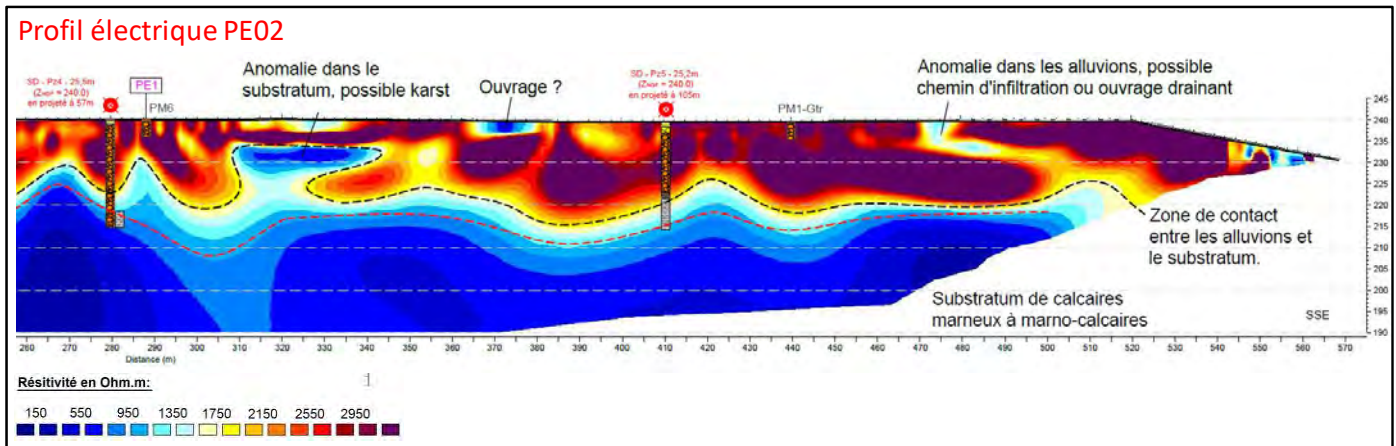 Profil électrique PE02
SD - Pz4 - 25,5m
(ZNGF = 240.0)
en projeté à 57m
PE1
PM6
Anomalie dans le
substratum, possible karst
Ouvrage ?
SD - Pz5 - 25,2m
(ZNGF = 240.0)
en projeté à 105m
PM1-Gtr
Anomalie dans les alluvions, possible
chemin d'infiltration ou ouvrage drainant
245
240
235
230
225
220
215
210
205
200
195
190
Zone de contact
entre les alluvions et
le substratum.
Substratum de calcaires
marneux à marno-calcaires
SSE
260 270 280 290 300 310 320 330 340 350 360 370 380 390 400 410 420 430 440 450 460 470 480 490 500 510 520 530 540 550 560 570
Distance (m)
Résitivité en Ohm.m:
1
150 550 950 1350 1750 2150 2550 2950